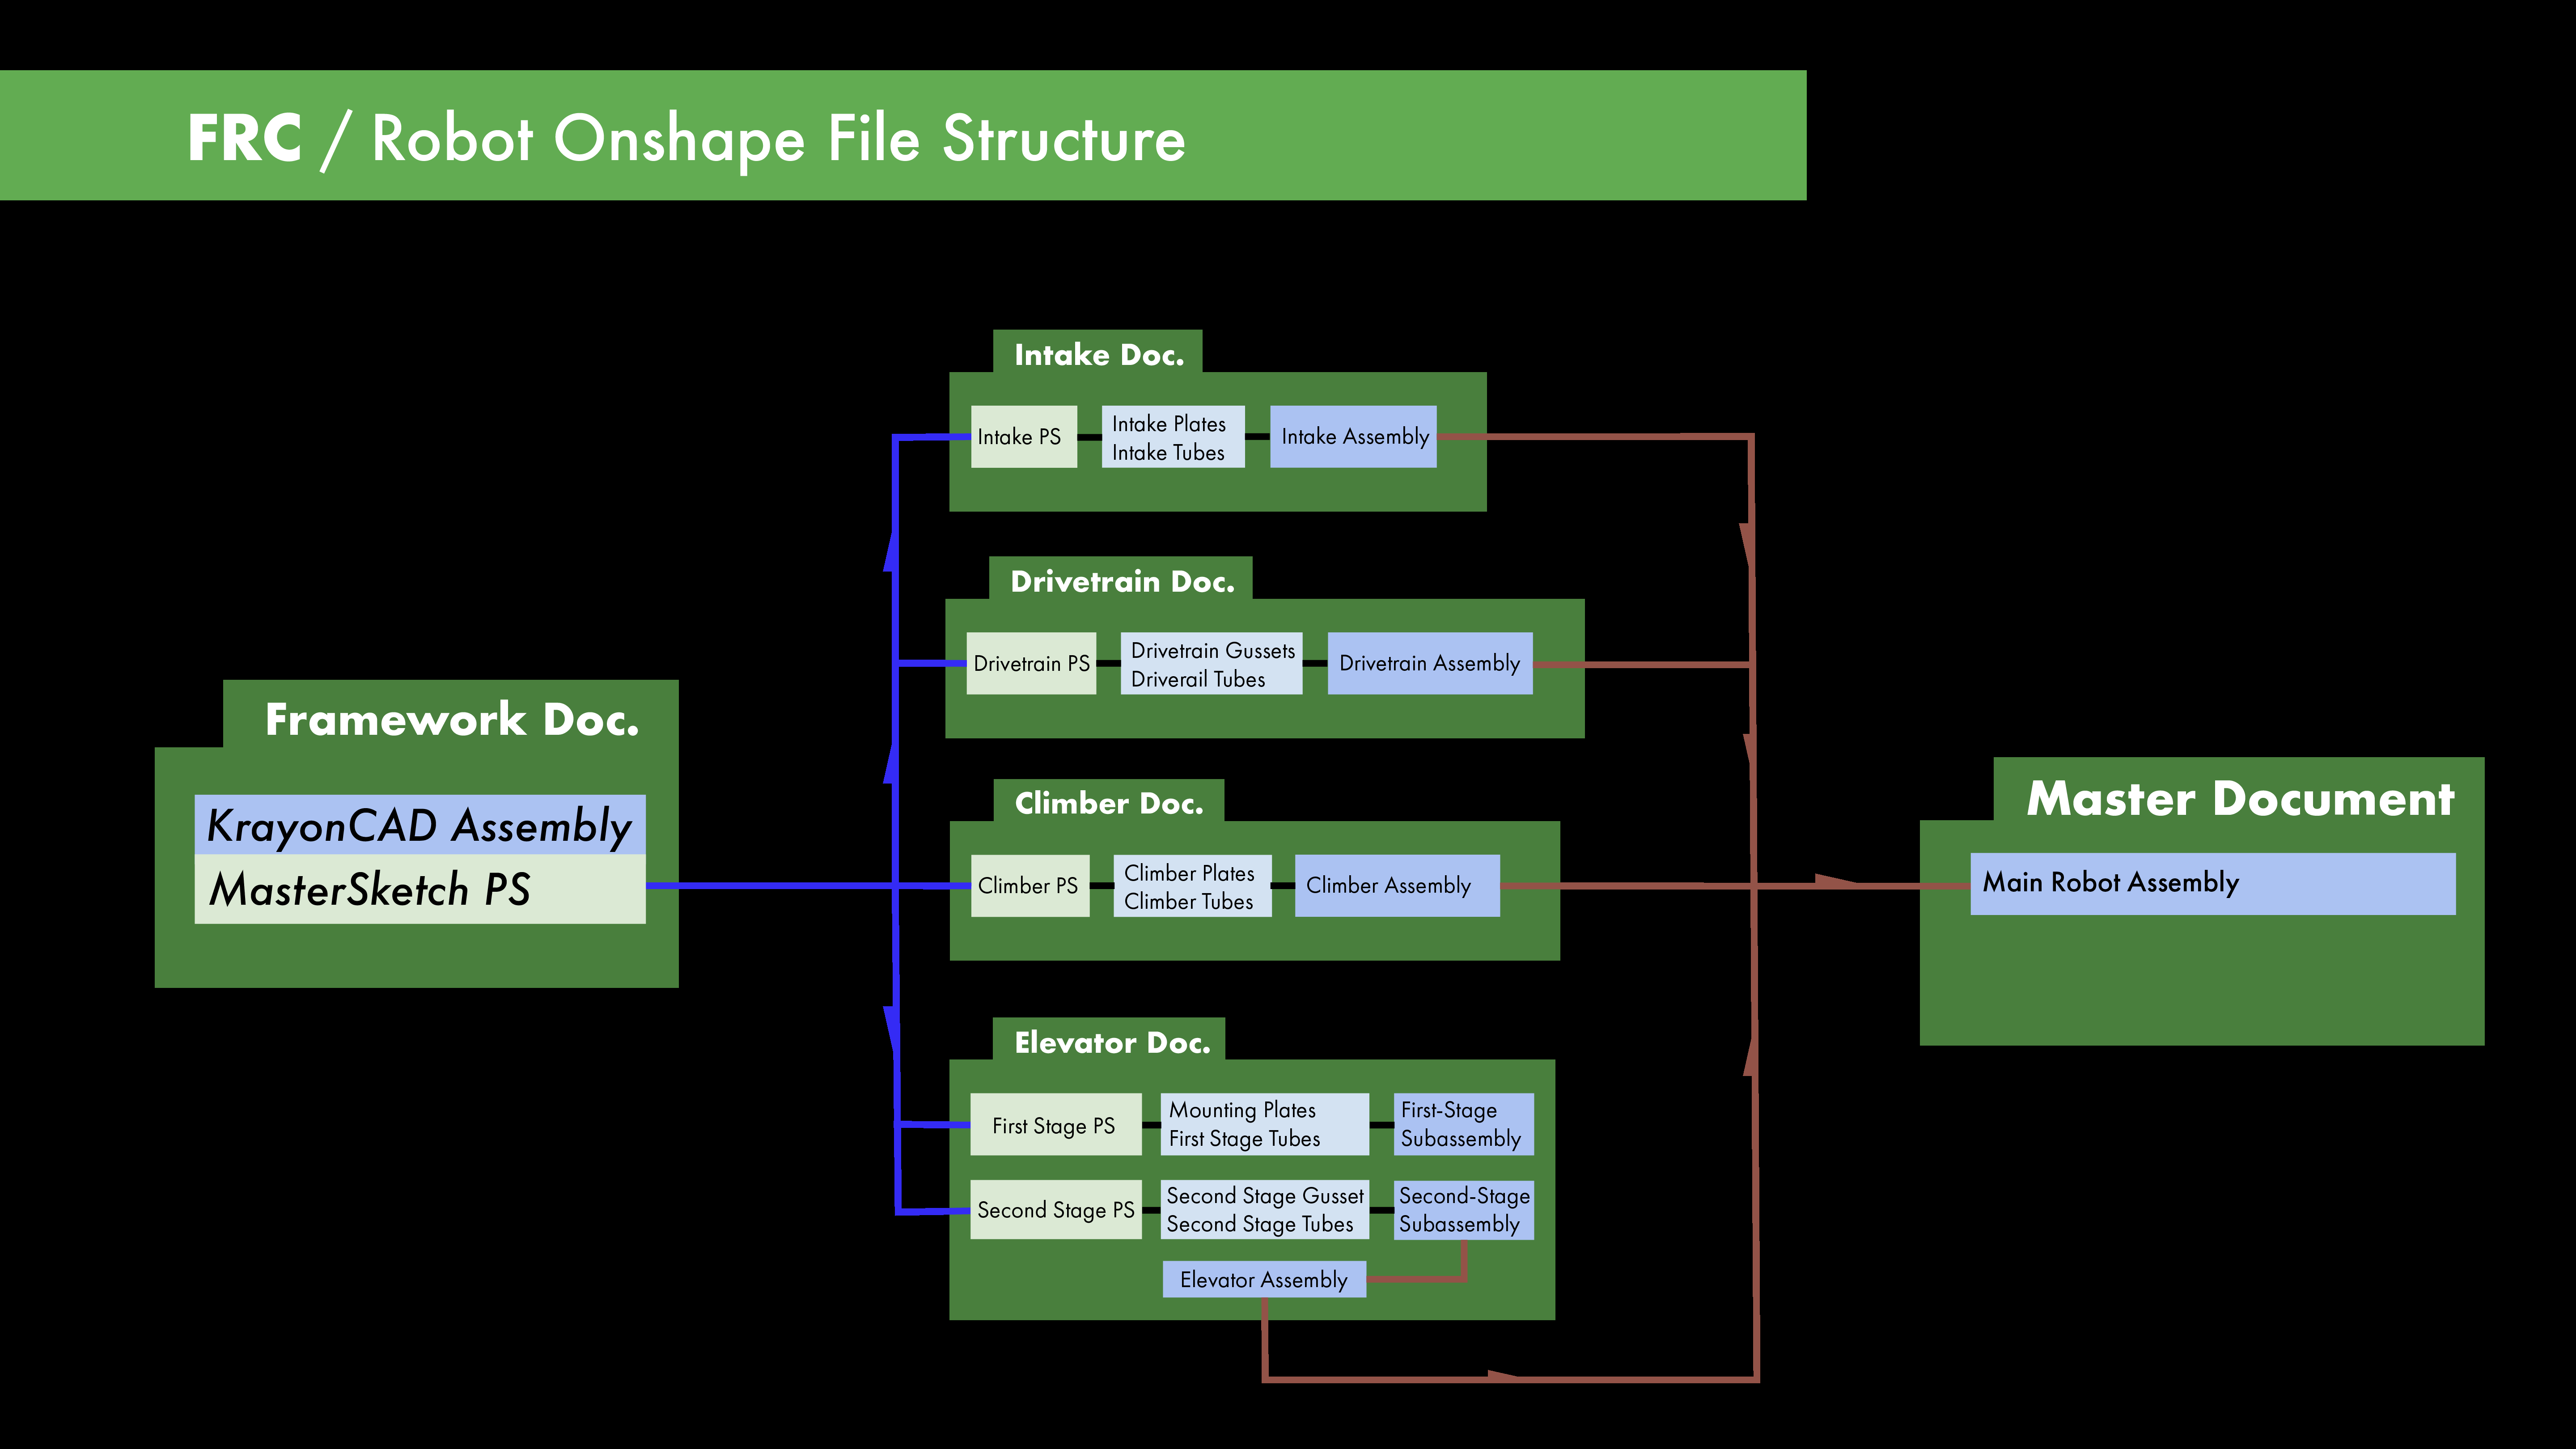 FRC / Robot Onshape File Structure
Framework Doc.
KrayonCAD Assembly
MasterSketch PS
Intake Doc.
Intake PS
Intake Plates
Intake Tubes
Intake Assembly
Drivetrain Doc.
Drivetrain PS
Drivetrain Gussets
Driverail Tubes
Drivetrain Assembly
Climber Doc.
Climber PS
Climber Plates
Climber Tubes
Climber Assembly
Elevator Doc.
First Stage PS
Mounting Plates
First Stage Tubes
First-Stage
Subassembly
Second Stage PS
Second Stage Gusset
Second Stage Tubes
Second-Stage
Subassembly
Elevator Assembly
Master Document
Main Robot Assembly